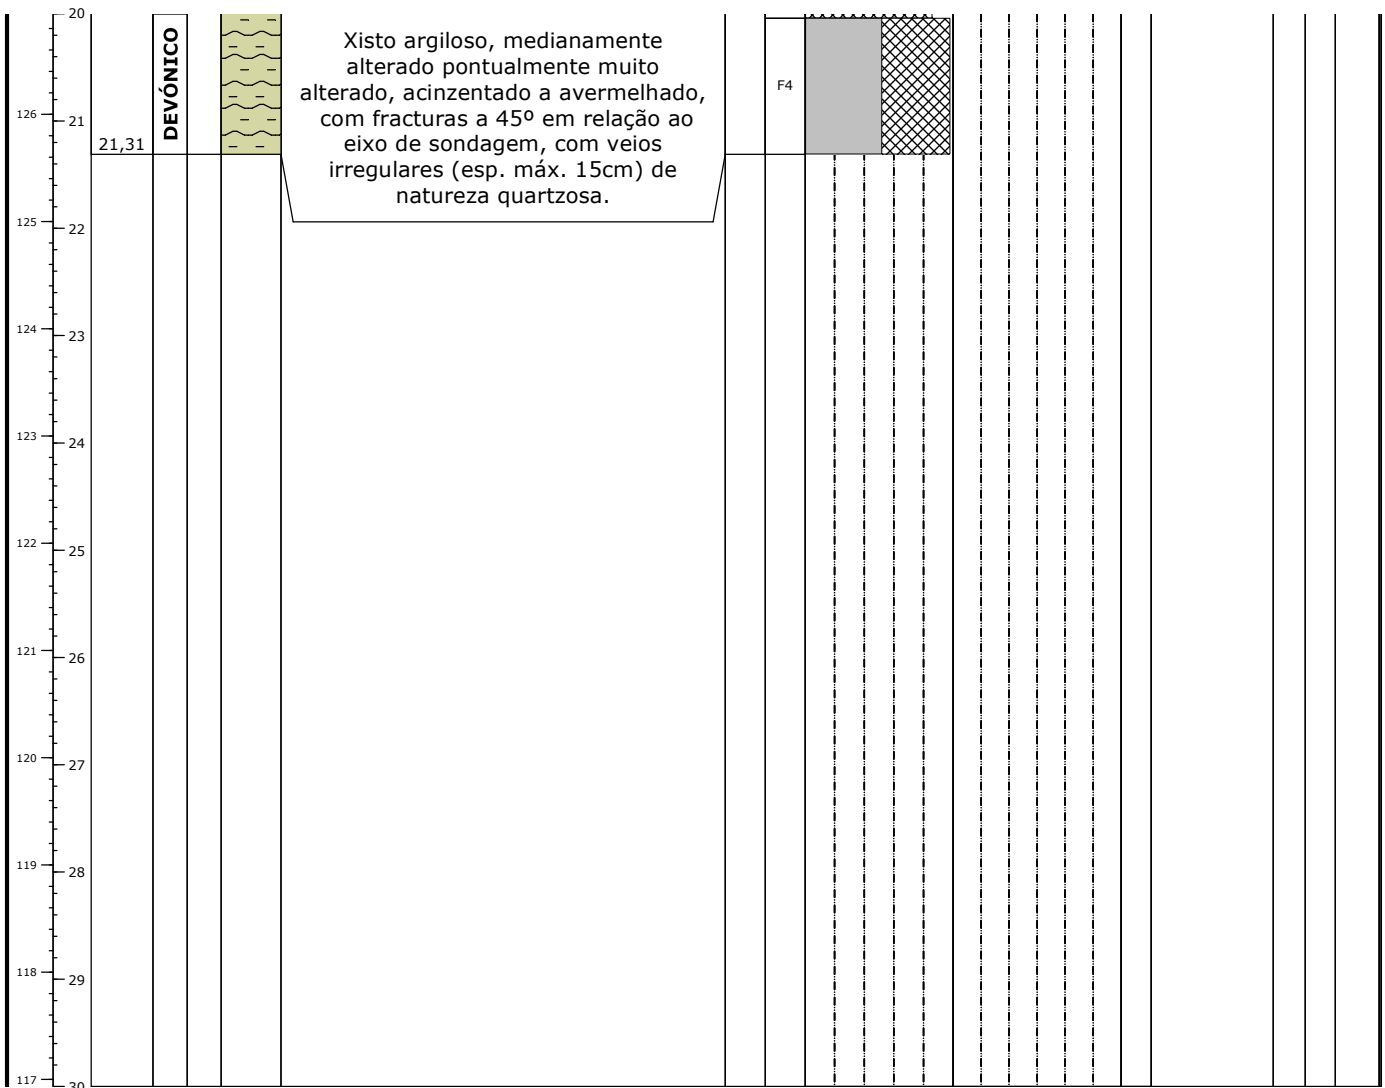 20
DEVÓNICO
Xisto argiloso, medianamente
alterado pontualmente muito
alterado, acinzentado a avermelhado,
com fracturas a 45º em relação ao
eixo de sondagem, com veios
irregulares (esp. máx. 15cm) de
natureza quartzosa.
F4
126
21
21,31
125
22
124
23
123
24
122
25
121
26
120
27
119
28
118
29
117
30